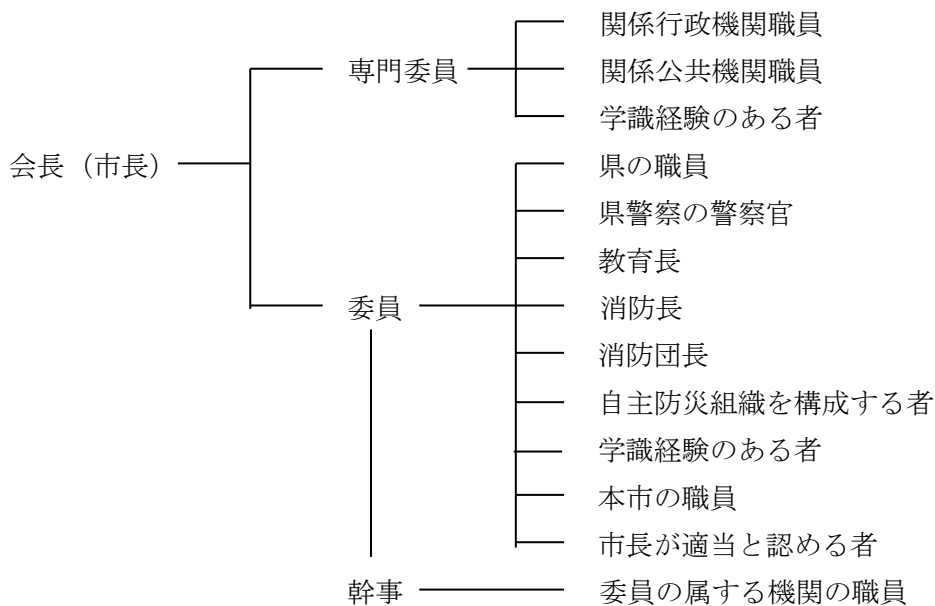 関係行政機関職員
専門委員
関係公共機関職員
学識経験のある者
会長(市長)
県の職員
県警察の警察官
教育長
委員
消防長
消防団長
自主防災組織を構成する者
学識経験のある者
本市の職員
市長が適当と認める者
幹事
委員の属する機関の職員